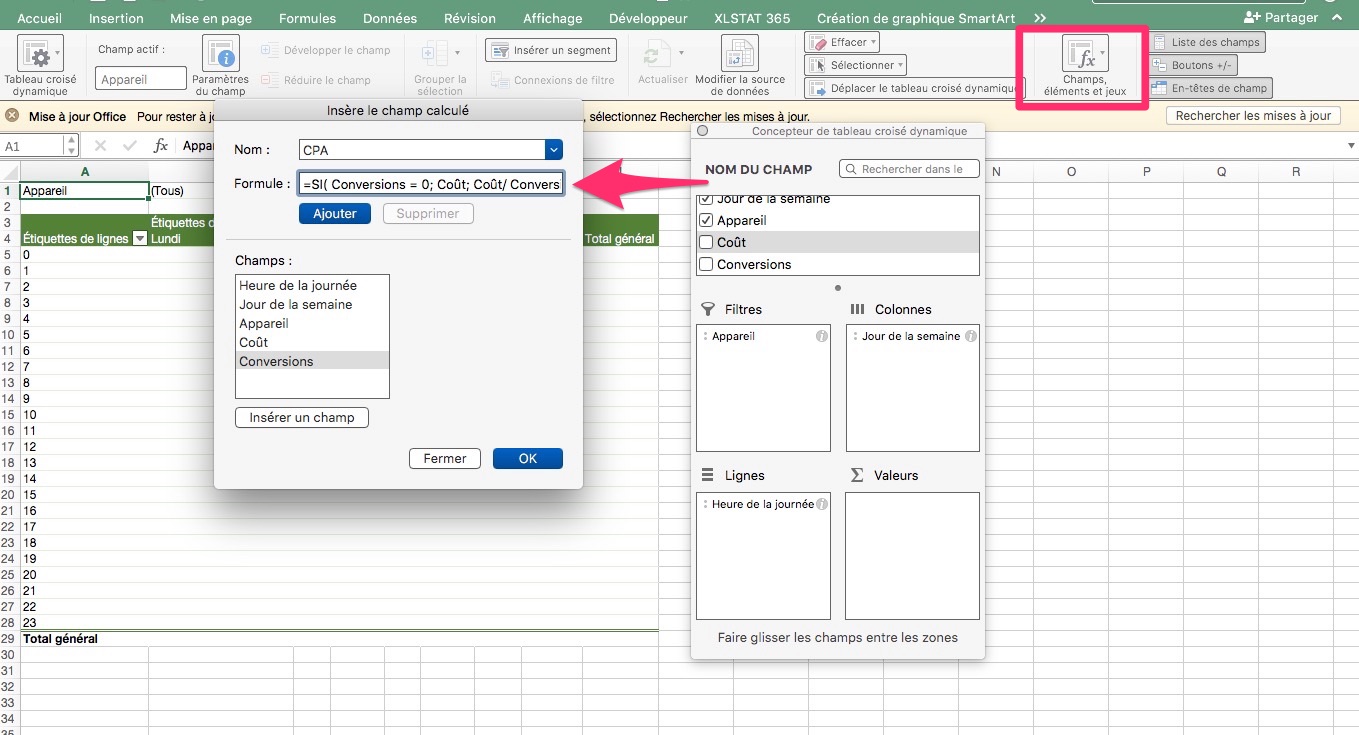 Accueil Insertion Mise en page Formules Données Révision Affichage Développeur XLSTAT 365 Création de graphique SmartArt >> Partager
Tableau croisé dynamique
Champ actif :
Appareil
Paramètres du champ
Développer le champ
Réduire le champ
Grouper la sélection
Insérer un segment
Connexions de filtre
Actualiser
Modifier la source de données
Effacer
Sélectionner
Déplacer le tableau croisé dynamique
fx
Champs, éléments et jeux
Liste des champs
Boutons +/-
En-têtes de champ
Mise à jour Office Pour rester à jo , sélectionnez Rechercher les mises à jour.
Rechercher les mises à jour
A1 fx Appar
A N O P Q R
1 Appareil (Tous)
2
3 Étiquettes d
4 Étiquettes de lignes Lundi Total général
5 0
6 1
7 2
8 3
9 4
10 5
11 6
12 7
13 8
14 9
15 10
16 11
17 12
18 13
19 14
20 15
21 16
22 17
23 18
24 19
25 20
26 21
27 22
28 23
29 Total général
30
31
32
33
34
35
Insère le champ calculé
Nom : CPA
Formule : =SI( Conversions = 0; Coût; Coût/ Convers
Ajouter Supprimer
Champs :
Heure de la journée
Jour de la semaine
Appareil
Coût
Conversions
Insérer un champ
Fermer OK
Concepteur de tableau croisé dynamique
NOM DU CHAMP Rechercher dans le
Jour de la semaine
Appareil
Coût
Conversions
Filtres Colonnes
Appareil Jour de la semaine
Lignes Σ Valeurs
Heure de la journée
Faire glisser les champs entre les zones